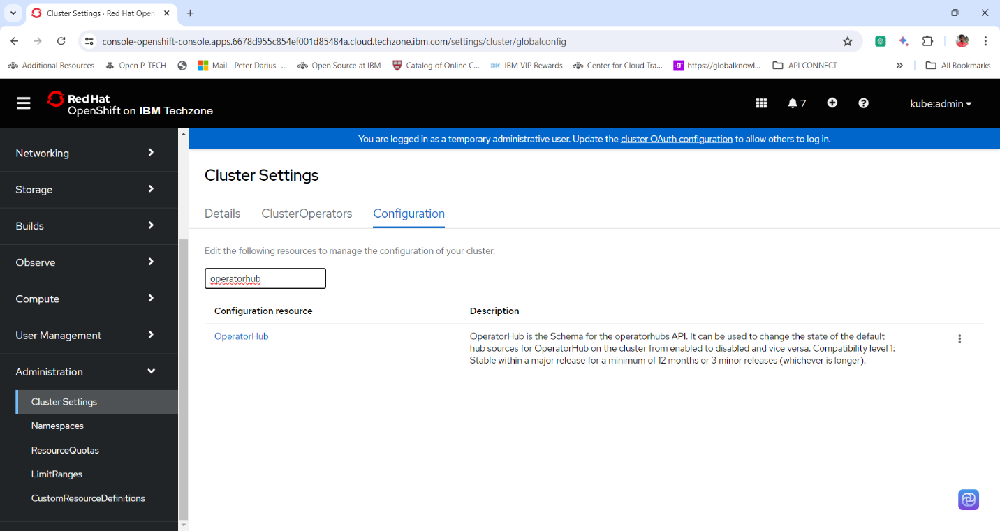 Cluster Settings · Red Hat Open
console-openshift-console.apps.6678d955c854ef001d85484a.cloud.techzone.ibm.com/settings/cluster/globalconfig
Additional Resources
Open P-TECH
Mail - Peter Darius -...
Open Source at IBM
Catalog of Online C...
IBM
IBM VIP Rewards
Center for Cloud Tra...
.g
https://globalknowl...
API CONNECT
»
All Bookmarks
Red Hat
OpenShift on IBM Techzone
7
kube:admin
You are logged in as a temporary administrative user. Update the cluster OAuth configuration to allow others to log in.
Networking
Storage
Builds
Observe
Compute
User Management
Administration
Cluster Settings
Namespaces
ResourceQuotas
LimitRanges
CustomResourceDefinitions
Cluster Settings
Details
ClusterOperators
Configuration
Edit the following resources to manage the configuration of your cluster.
operatorhub
Configuration resource
Description
OperatorHub
OperatorHub is the Schema for the operatorhubs API. It can be used to change the state of the default
hub sources for OperatorHub on the cluster from enabled to disabled and vice versa. Compatibility level 1:
Stable within a major release for a minimum of 12 months or 3 minor releases (whichever is longer).